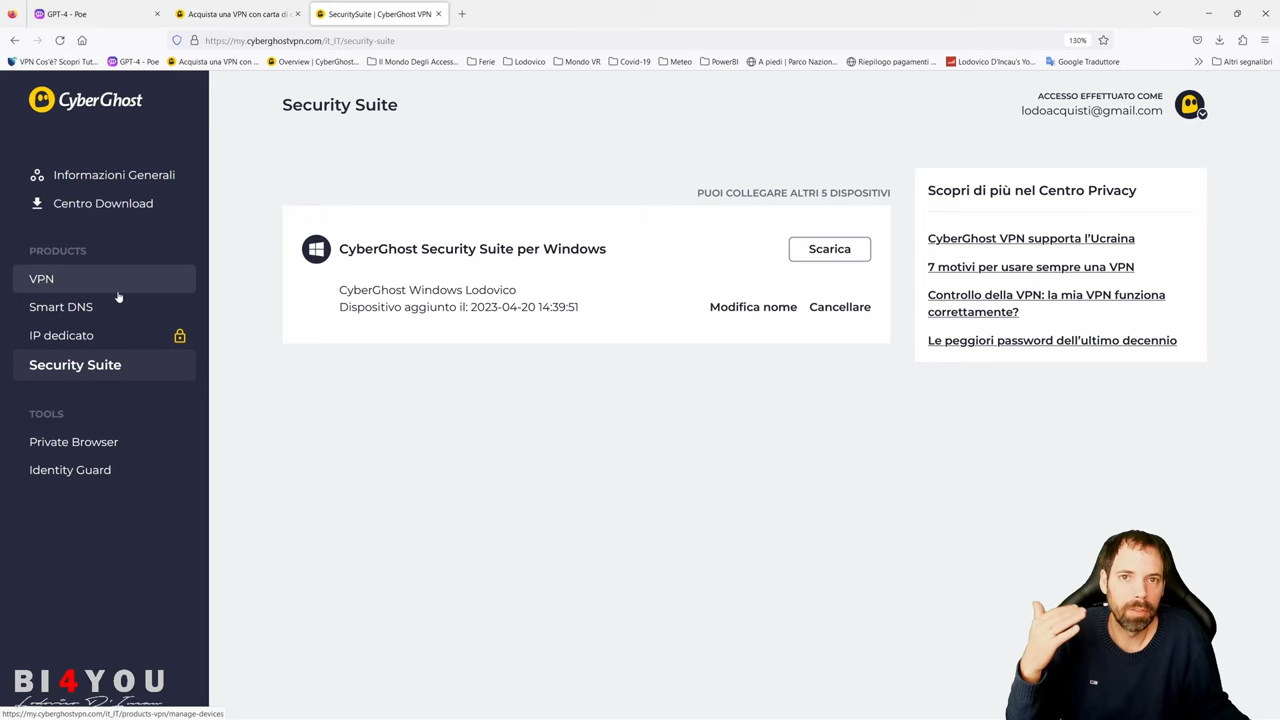 GPT-4 - Poe
Acquista una VPN con carta di c
SecuritySuite | CyberGhost VPN
https://my.cyberghostvpn.com/it_IT/security-suite
130%
VPN Cos'è? Scopri Tut...
GPT-4 - Poe
Acquista una VPN con ...
Overview | CyberGhost...
Il Mondo Degli Access...
Ferie
Lodovico
Mondo VR
Covid-19
Meteo
PowerBI
A piedi | Parco Nazion...
Riepilogo pagamenti ...
Lodovico D'Incau's Yo...
Google Traduttore
Altri segnalibri
CyberGhost
Security Suite
ACCESSO EFFETTUATO COME
lodoacquisti@gmail.com
Informazioni Generali
Centro Download
PRODUCTS
VPN
Smart DNS
IP dedicato
Security Suite
TOOLS
Private Browser
Identity Guard
PUOI COLLEGARE ALTRI 5 DISPOSITIVI
CyberGhost Security Suite per Windows
Scarica
CyberGhost Windows Lodovico
Dispositivo aggiunto il: 2023-04-20 14:39:51
Modifica nome
Cancellare
Scopri di più nel Centro Privacy
CyberGhost VPN supporta l'Ucraina
7 motivi per usare sempre una VPN
Controllo della VPN: la mia VPN funziona
correttamente?
Le peggiori password dell'ultimo decennio
BI4YOU
Lodovico D'Incau
https://my.cyberghostvpn.com/it_IT/products-vpn/manage-devices